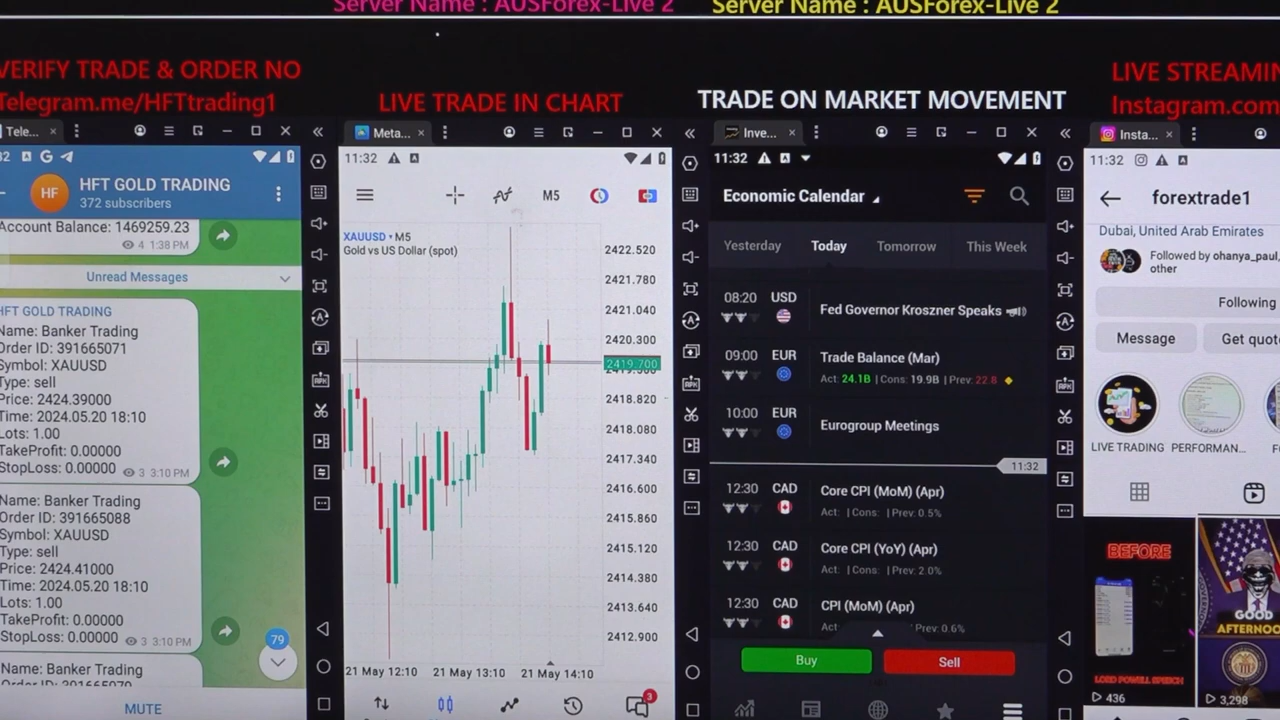 Server Name : AUSForex-Live 2
Server Name : AUSForex-Live 2
VERIFY TRADE & ORDER NO
Telegram.me/HFTtrading1
LIVE TRADE IN CHART
TRADE ON MARKET MOVEMENT
LIVE STREAMIN
Instagram.com
Tele...
32
HF
HFT GOLD TRADING
372 subscribers
Account Balance: 1469259.23
4 1:38 PM
Unread Messages
HFT GOLD TRADING
Name: Banker Trading
Order ID: 391665071
Symbol: XAUUSD
Type: sell
Price: 2424.39000
Time: 2024.05.20 18:10
Lots: 1.00
TakeProfit: 0.00000
StopLoss: 0.00000
3 3:10 PM
Name: Banker Trading
Order ID: 391665088
Symbol: XAUUSD
Type: sell
Price: 2424.41000
Time: 2024.05.20 18:10
Lots: 1.00
TakeProfit: 0.00000
StopLoss: 0.00000
3 3:10 PM
79
Name: Banker Trading
MUTE
Meta...
11:32
M5
XAUUSD • M5
Gold vs US Dollar (spot)
2422.520
2421.780
2421.040
2420.300
2419.700
2418.820
2418.080
2417.340
2416.600
2415.860
2415.120
2414.380
2413.640
2412.900
21 May 12:10
21 May 13:10
21 May 14:10
3
Inve...
11:32
Economic Calendar
Yesterday
Today
Tomorrow
This Week
08:20 USD Fed Governor Kroszner Speaks
09:00 EUR Trade Balance (Mar)
Act: 24.1B | Cons: 19.9B | Prev: 22.8
10:00 EUR Eurogroup Meetings
11:32
12:30 CAD Core CPI (MoM) (Apr)
Act: | Cons: | Prev: 0.5%
12:30 CAD Core CPI (YoY) (Apr)
Act: | Cons: | Prev: 2.0%
12:30 CAD CPI (MoM) (Apr)
Act: Prev: 0.6%
Buy
Sell
Insta...
11:32
forextrade1
Dubai, United Arab Emirates
Followed by ohanya_paul,
other
Following
Message
Get quot
LIVE TRADING
PERFORMAN...
BEFORE
LORD POWELL SPEECH
436
GOOD
AFTERNOO
3,298